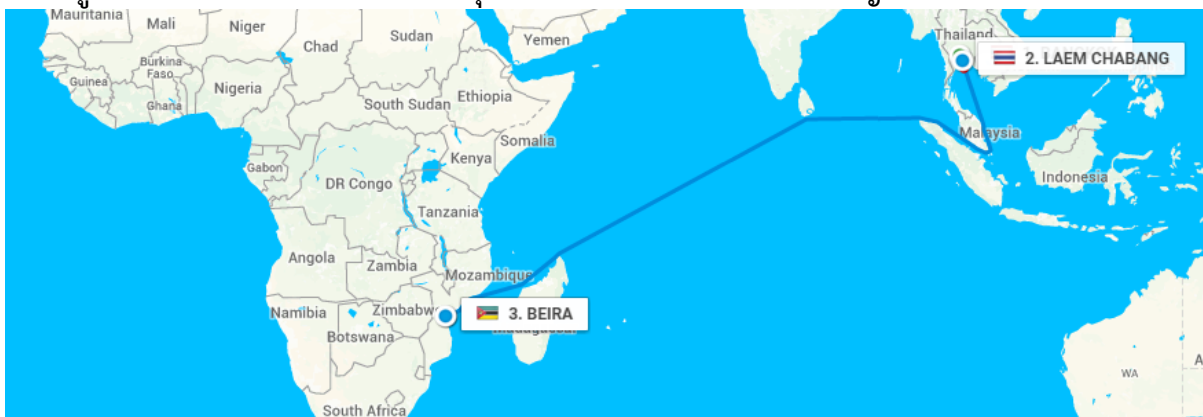 Mauritania
Mali
Niger
Chad
Sudan
Yemen
Thailand
2. LAEM CHABANG
Burkina
Faso
Guinea
Nigeria
Ghana
South Sudan
Ethiopia
Malaysia
Somalia
Gabon
Kenya
DR Congo
Indonesia
Tanzania
Angola
Zambia
Mozambique
Namibia
3. BEIRA
Botswana
WA
South Africa